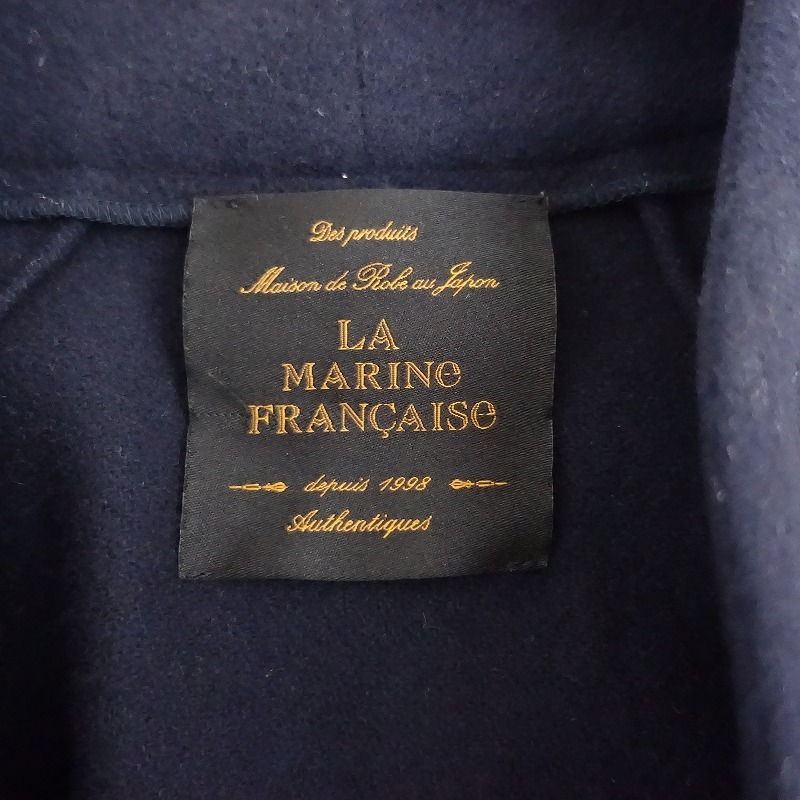 Des produits
Maison de Robe au Japon
LA
MARINE
FRANÇAISE
depuis 1998
Authentiques